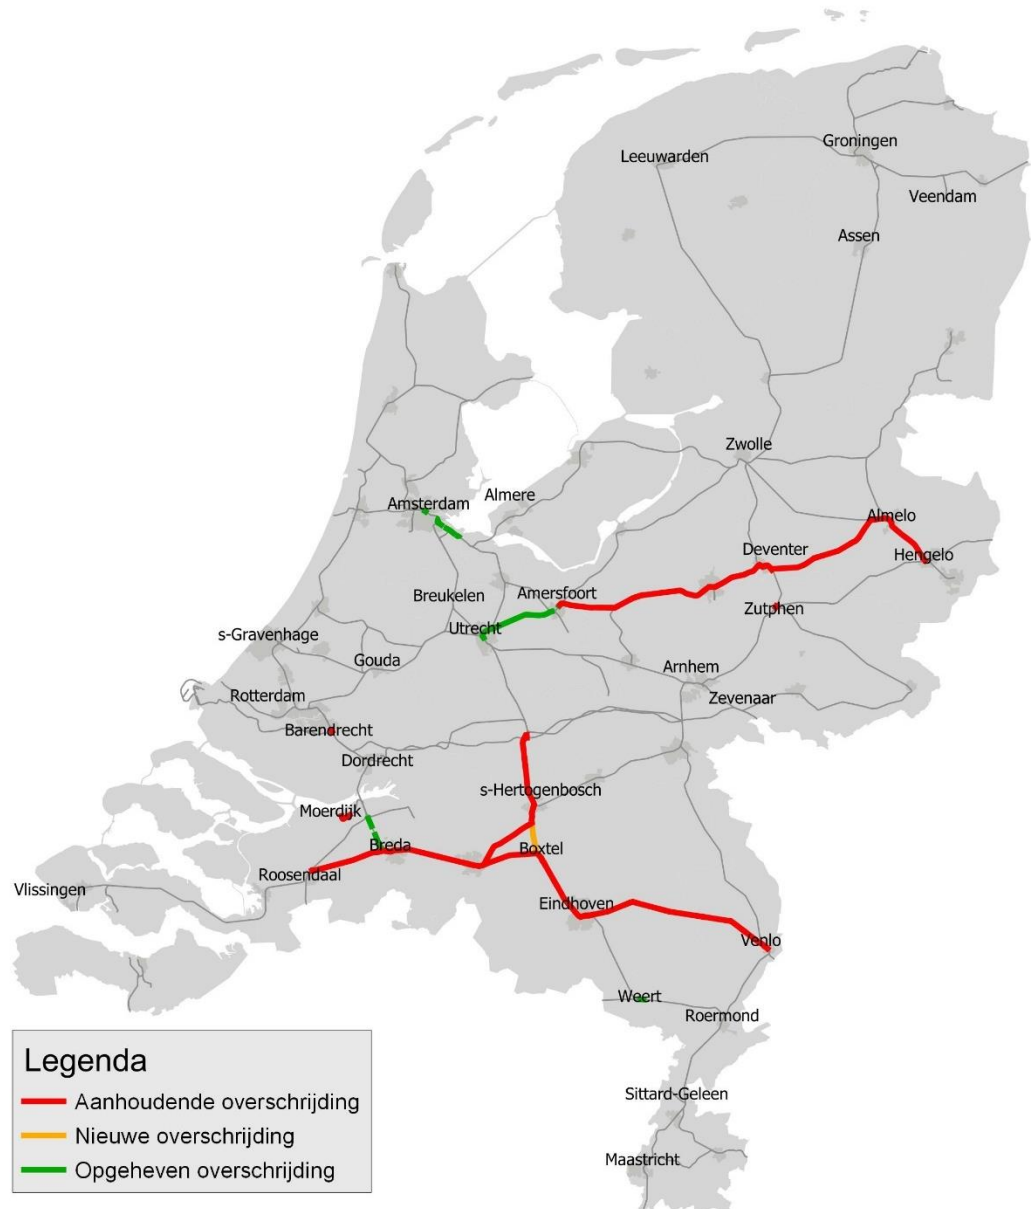 Groningen
Leeuwarden
Veendam
Assen
Zwolle
Almere
Amsterdam
Almelo
Deventer
Hengelo
Amersfoort
Breukelen
Zutphen
Utrecht
s-Gravenhage
Gouda
Arnhem
Rotterdam
Zevenaar
Barendrecht
Dordrecht
s-Hertogenbosch
Moerdijk
Breda
Boxtel
Roosendaal
Vlissingen
Eindhoven
Venlo
Weert
Roermond
Sittard-Geleen
Maastricht
Legenda
Aanhoudende overschrijding
Nieuwe overschrijding
Opgeheven overschrijding